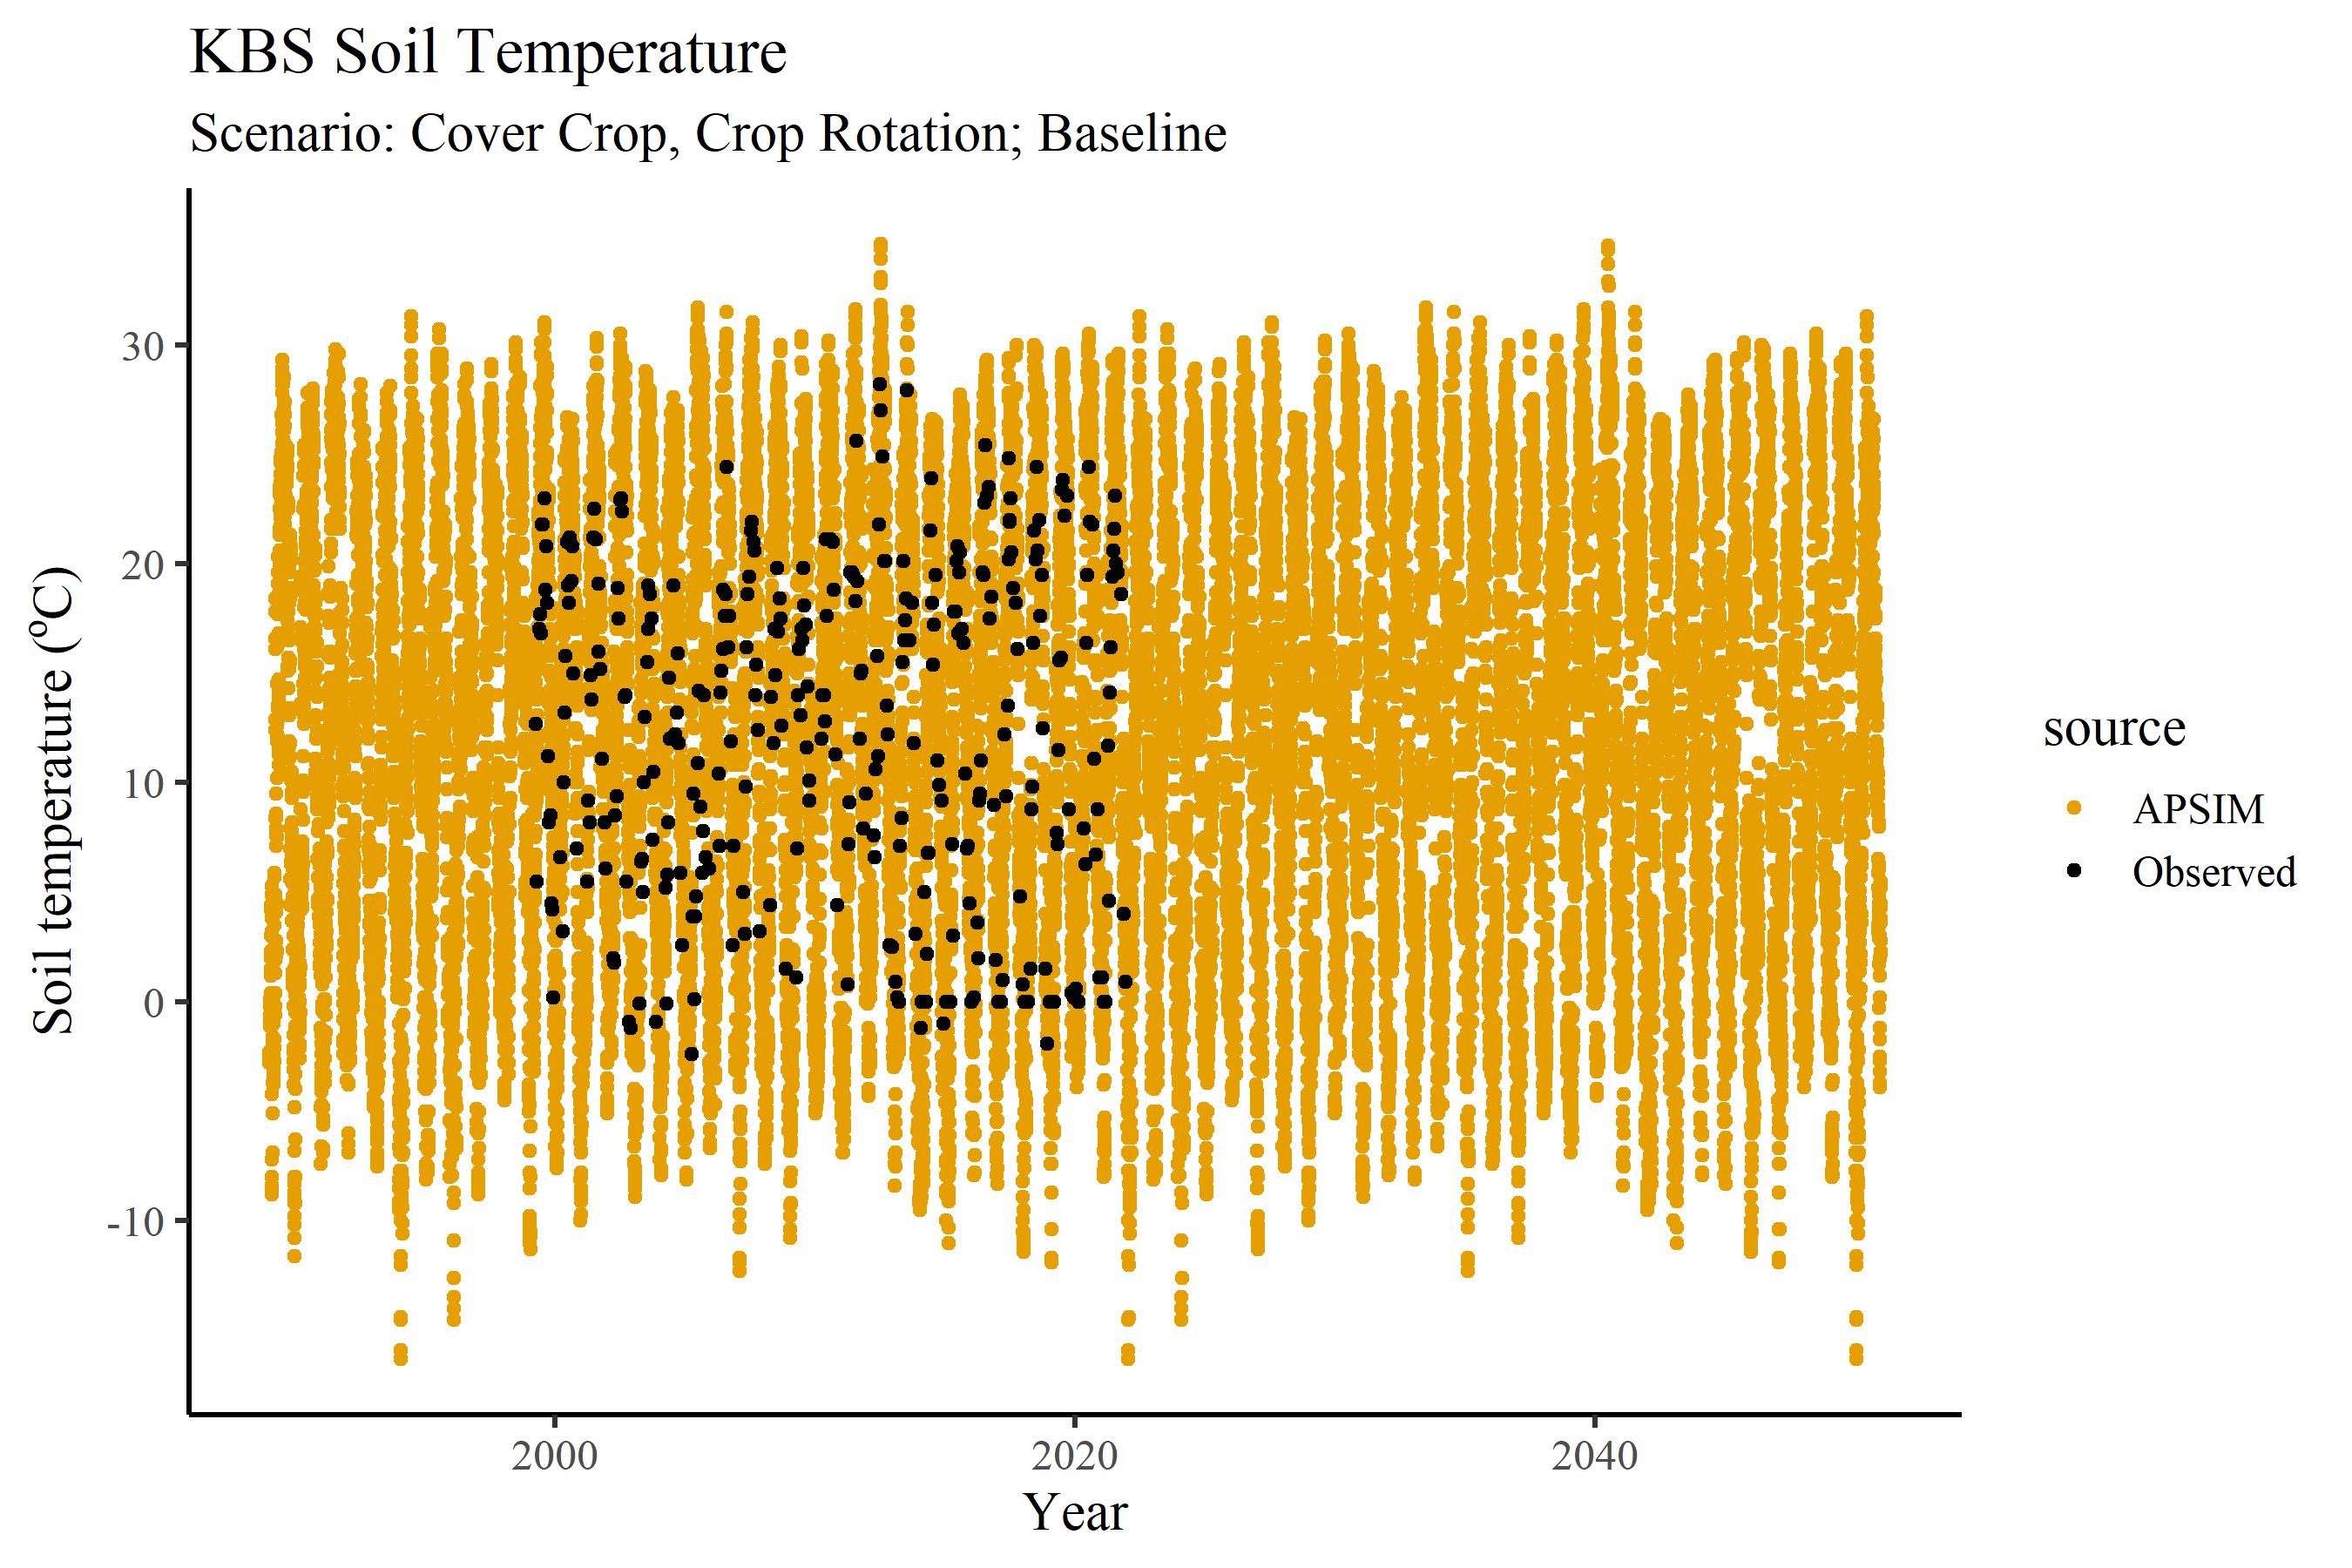 KBS Soil Temperature
Scenario: Cover Crop, Crop Rotation; Baseline
Soil temperature (ºC)
30
20
10
0
-10
2000
2020
2040
Year
source
APSIM
Observed